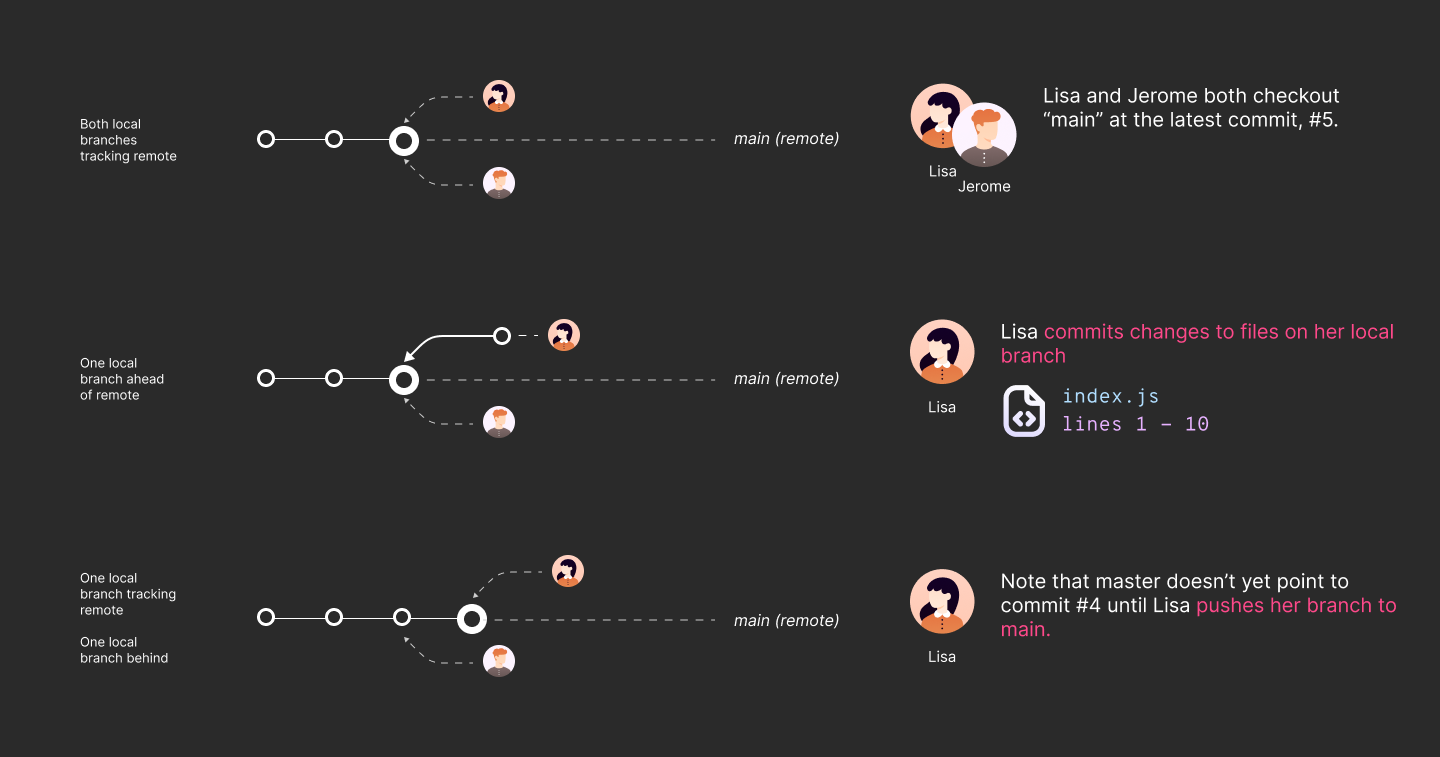 Both local
branches
tracking remote
main (remote)
Lisa
Jerome
Lisa and Jerome both checkout
“main” at the latest commit, #5.
One local
branch ahead
of remote
main (remote)
Lisa
Lisa commits changes to files on her local
branch
index.js
lines 1 – 10
One local
branch tracking
remote
One local
branch behind
main (remote)
Lisa
Note that master doesn’t yet point to
commit #4 until Lisa pushes her branch to
main.